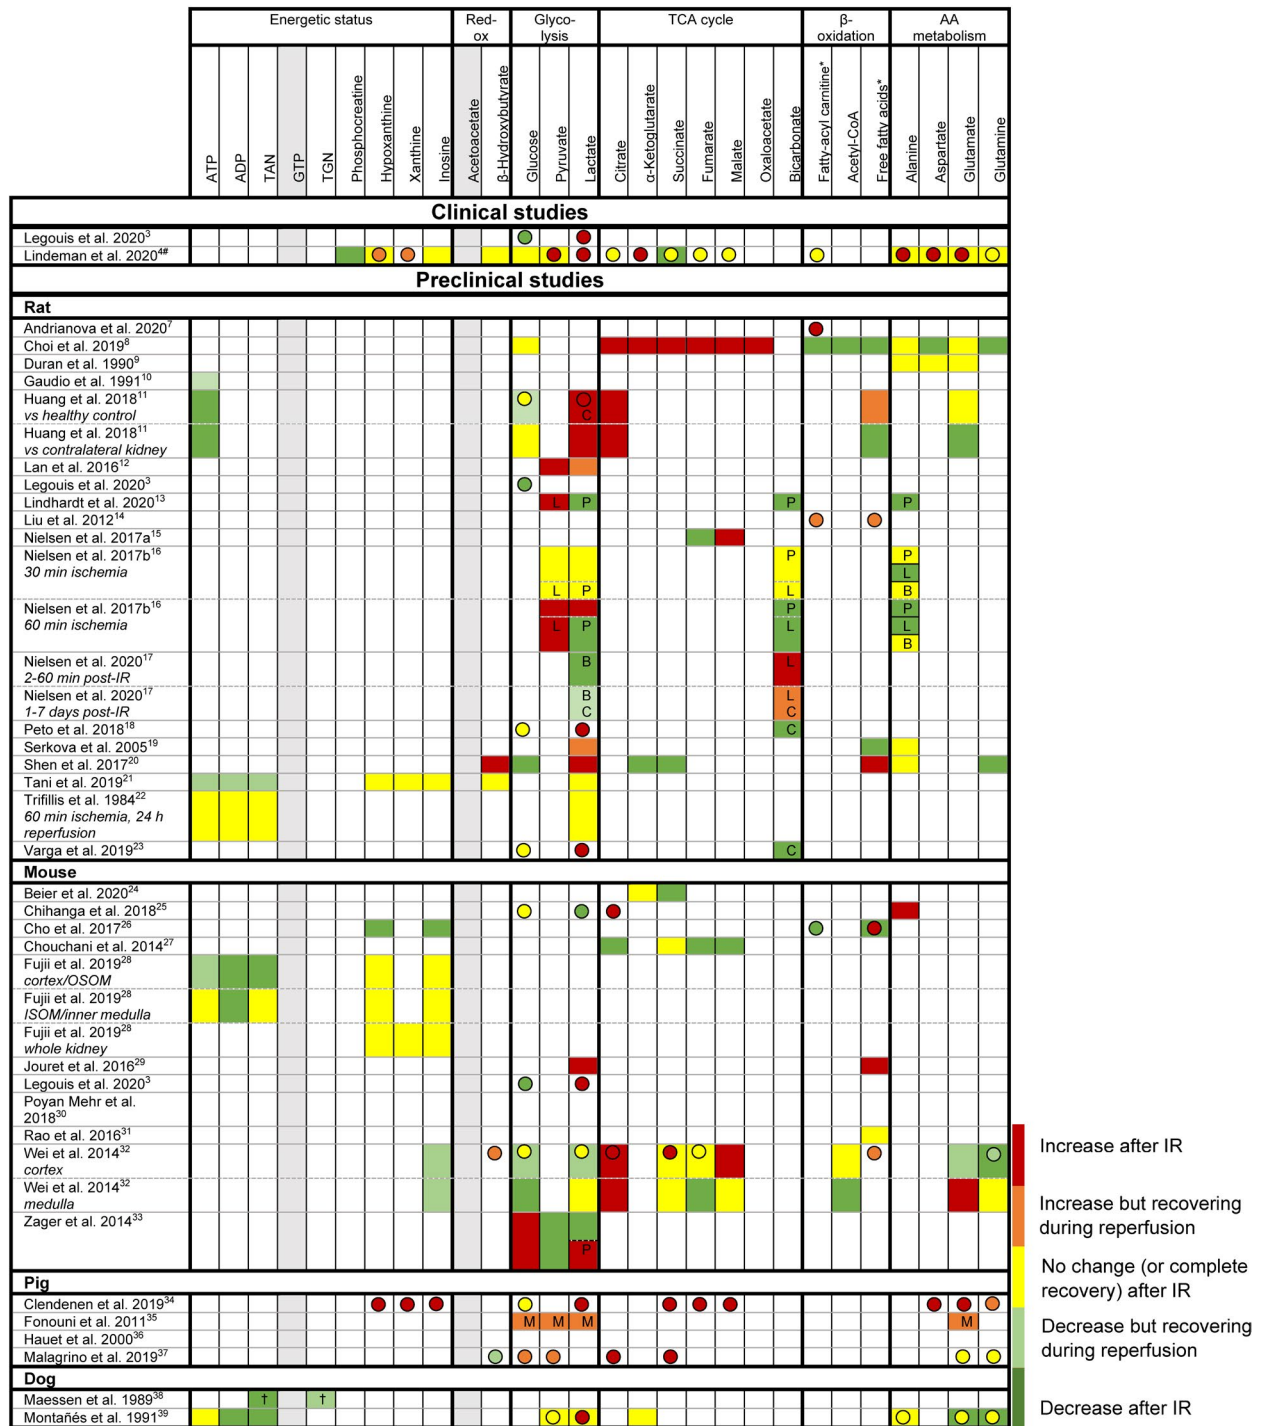 Energetic status
Red-
ox
Glyco-
lysis
TCA cycle
β-
oxidation
AA
metabolism
ATP
ADP
TAN
GTP
TGN
Phosphocreatine
Hypoxanthine
Xanthine
Inosine
Acetoacetate
β-Hydroxybutyrate
Glucose
Pyruvate
Lactate
Citrate
α-Ketoglutarate
Succinate
Fumarate
Malate
Oxaloacetate
Bicarbonate
Fatty-acyl carnitine*
Acetyl-CoA
Free fatty acids*
Alanine
Aspartate
Glutamate
Glutamine
Clinical studies
Legouis et al. 2020³
Lindeman et al. 2020⁴#
Preclinical studies
Rat
Andrianova et al. 2020⁷
Choi et al. 2019⁸
Duran et al. 1990⁹
Gaudio et al. 1991¹⁰
Huang et al. 2018¹¹
vs healthy control C
Huang et al. 2018¹¹
vs contralateral kidney
Lan et al. 2016¹²
Legouis et al. 2020³
Lindhardt et al. 2020¹³ L P P P
Liu et al. 2012¹⁴
Nielsen et al. 2017a¹⁵
Nielsen et al. 2017b¹⁶ P P
30 min ischemia L
L P L B
Nielsen et al. 2017b¹⁶ P P
60 min ischemia L P L L
B
Nielsen et al. 2020¹⁷ B L
2-60 min post-IR
Nielsen et al. 2020¹⁷ B L
1-7 days post-IR C C
Peto et al. 2018¹⁸ C
Serkova et al. 2005¹⁹
Shen et al. 2017²⁰
Tani et al. 2019²¹
Trifillis et al. 1984²²
60 min ischemia, 24 h
reperfusion
Varga et al. 2019²³ C
Mouse
Beier et al. 2020²⁴
Chihanga et al. 2018²⁵
Cho et al. 2017²⁶
Chouchani et al. 2014²⁷
Fujii et al. 2019²⁸
cortex/OSOM
Fujii et al. 2019²⁸
ISOM/inner medulla
Fujii et al. 2019²⁸
whole kidney
Jouret et al. 2016²⁹
Legouis et al. 2020³
Poyan Mehr et al.
2018³⁰
Rao et al. 2016³¹
Wei et al. 2014³²
cortex
Wei et al. 2014³²
medulla
Zager et al. 2014³³
P
Pig
Clendenen et al. 2019³⁴
Fonouni et al. 2011³⁵ M M M M
Hauet et al. 2000³⁶
Malagrino et al. 2019³⁷
Dog
Maessen et al. 1989³⁸ † †
Montañés et al. 1991³⁹
Increase after IR
Increase but recovering
during reperfusion
No change (or complete
recovery) after IR
Decrease but recovering
during reperfusion
Decrease after IR